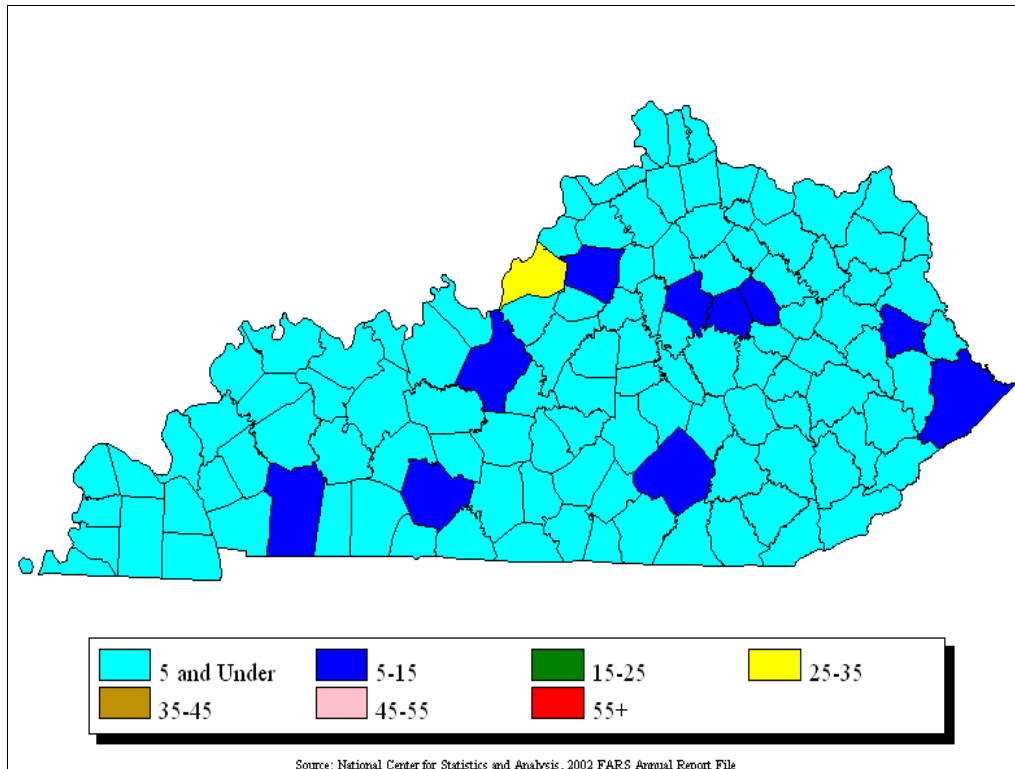 5 and Under 5-15 15-25 25-35
35-45 45-55 55+
Source: National Center for Statistics and Analysis, 2002 FARS Annual Report File